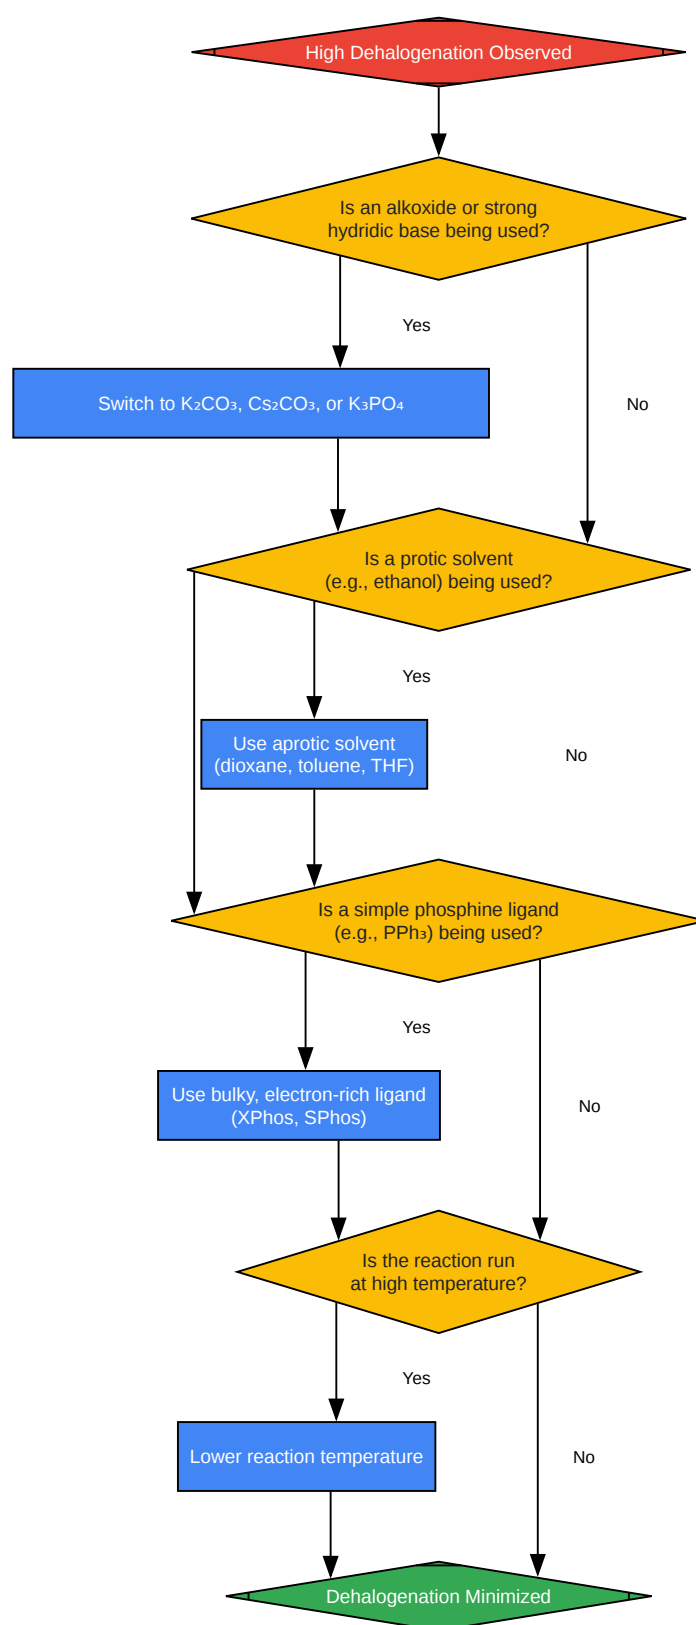 High Dehalogenation Observed
Is an alkoxide or strong
hydridic base being used?
Yes
Switch to K₂CO₃, Cs₂CO₃, or K₃PO₄
No
Is a protic solvent
(e.g., ethanol) being used?
Yes
Use aprotic solvent
(dioxane, toluene, THF)
No
Is a simple phosphine ligand
(e.g., PPh₃) being used?
Yes
Use bulky, electron-rich ligand
(XPhos, SPhos)
No
Is the reaction run
at high temperature?
Yes
Lower reaction temperature
No
Dehalogenation Minimized